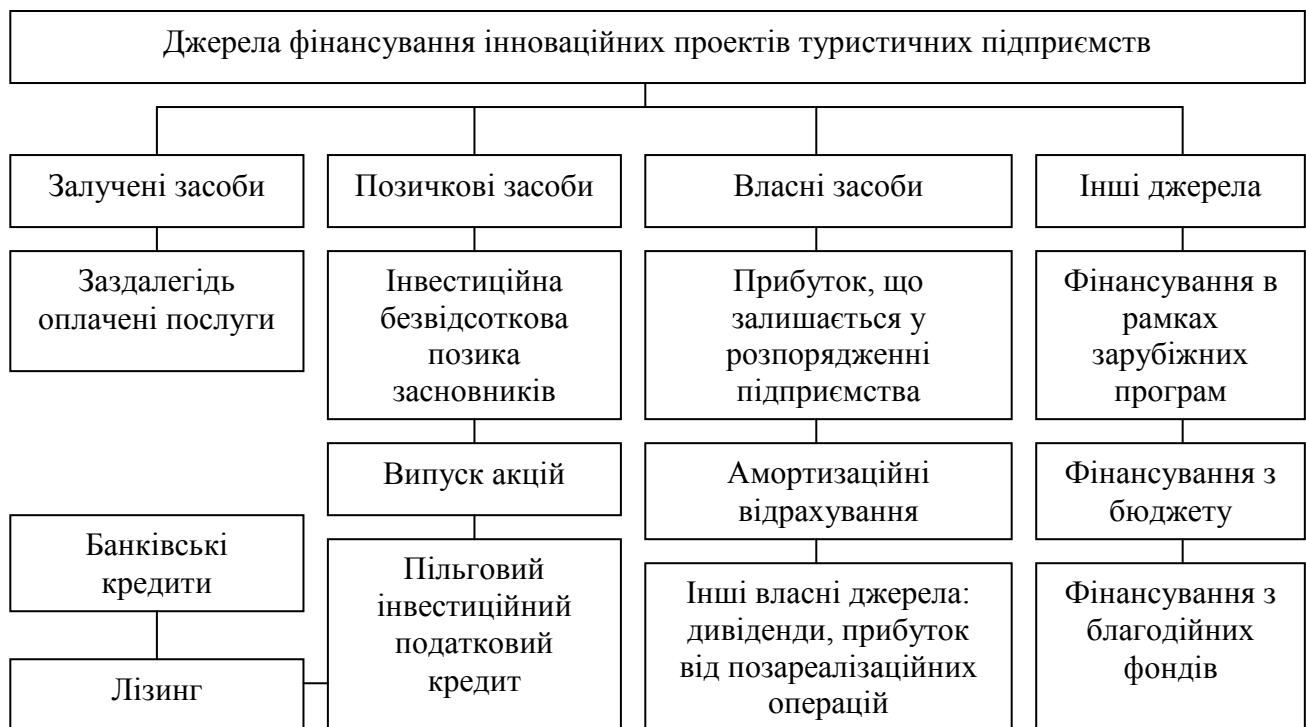 Джерела фінансування інноваційних проектів туристичних підприємств
Залучені засоби
Позичкові засоби
Власні засоби
Інші джерела
Заздалегідь
оплачені послуги
Інвестиційна
безвідсоткова
позика
засновників
Прибуток, що
залишається у
розпорядженні
підприємства
Фінансування в
рамках
зарубіжних
програм
Випуск акцій
Амортизаційні
відрахування
Фінансування з
бюджету
Банківські
кредити
Пільговий
інвестиційний
податковий
кредит
Інші власні джерела:
дивіденди, прибуток
від позареалізаційних
операцій
Фінансування з
благодійних
фондів
Лізинг